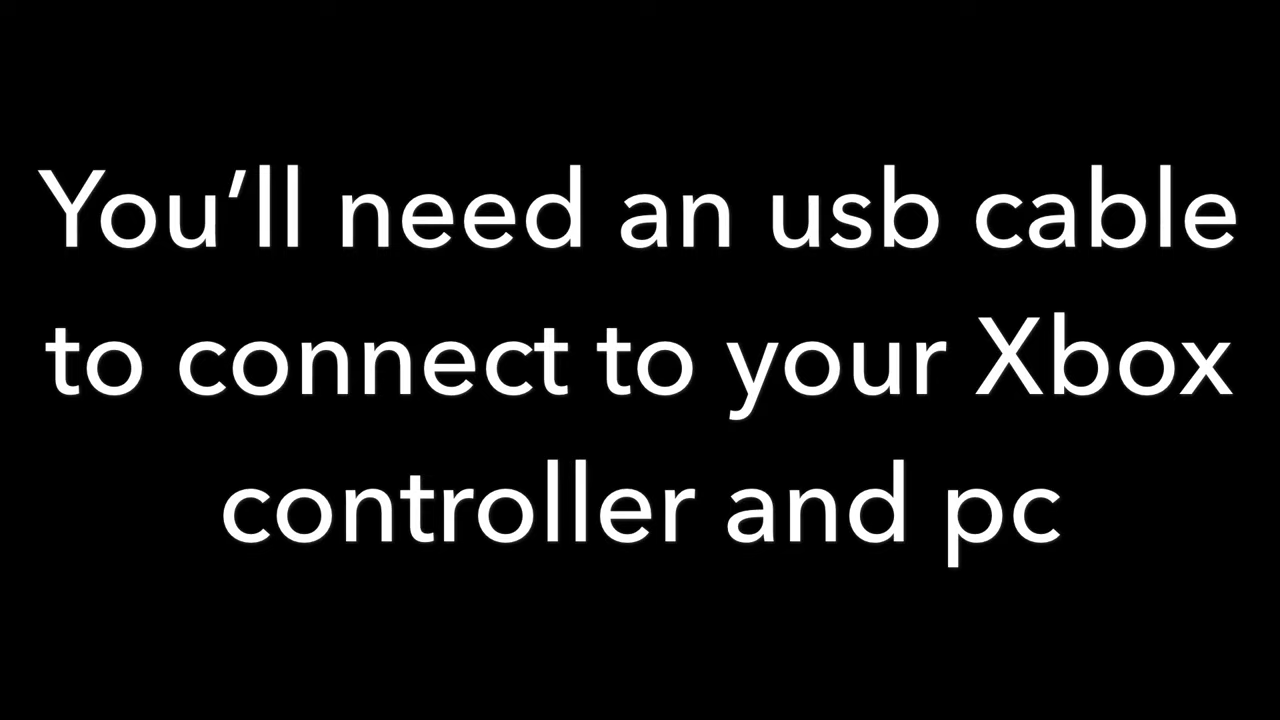 You’ll need an usb cable
to connect to your Xbox
controller and pc